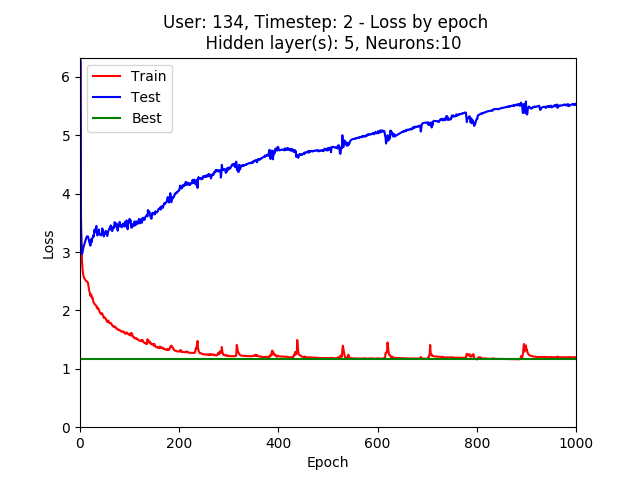 User: 134, Timestep: 2 - Loss by epoch
Hidden layer(s): 5, Neurons:10
Train
Test
Best
6
5
4
3
2
1
0
Loss
0 200 400 600 800 1000
Epoch